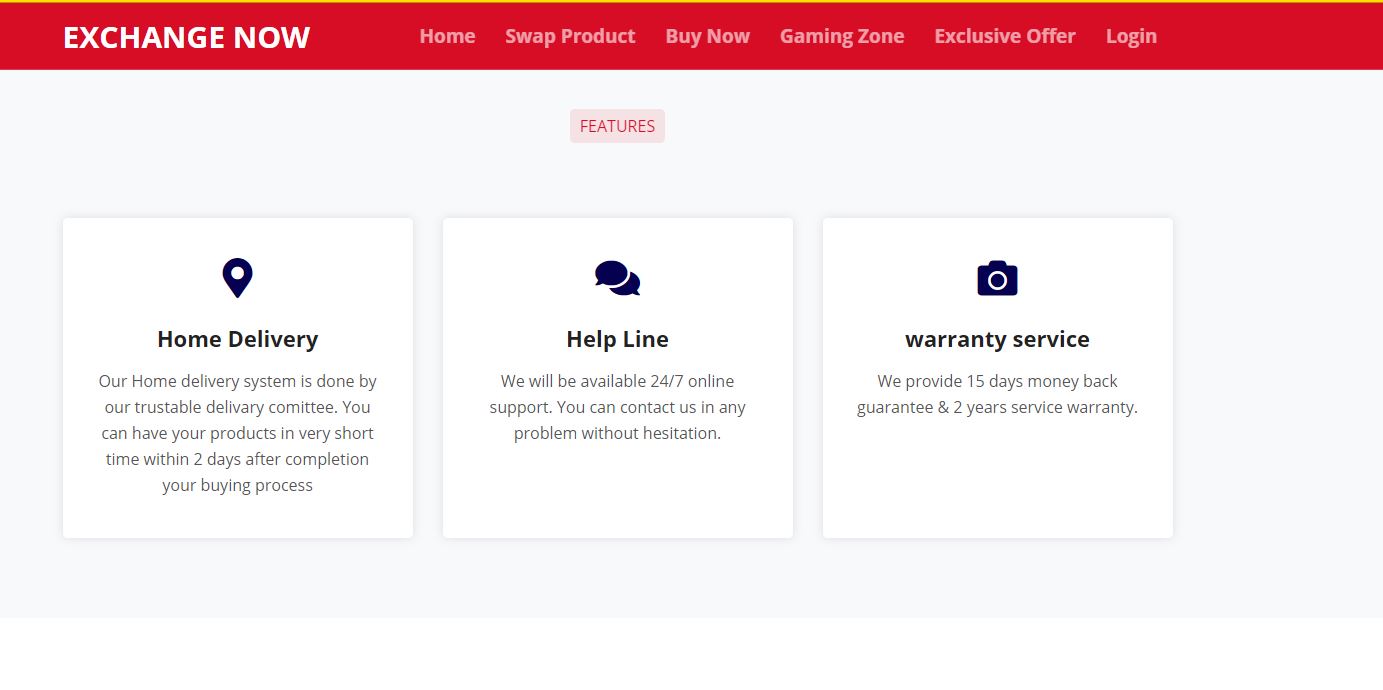 EXCHANGE NOW Home Swap Product Buy Now Gaming Zone Exclusive Offer Login
FEATURES
Home Delivery
Our Home delivery system is done by
our trustable delivary comittee. You
can have your products in very short
time within 2 days after completion
your buying process
Help Line
We will be available 24/7 online
support. You can contact us in any
problem without hesitation.
warranty service
We provide 15 days money back
guarantee & 2 years service warranty.